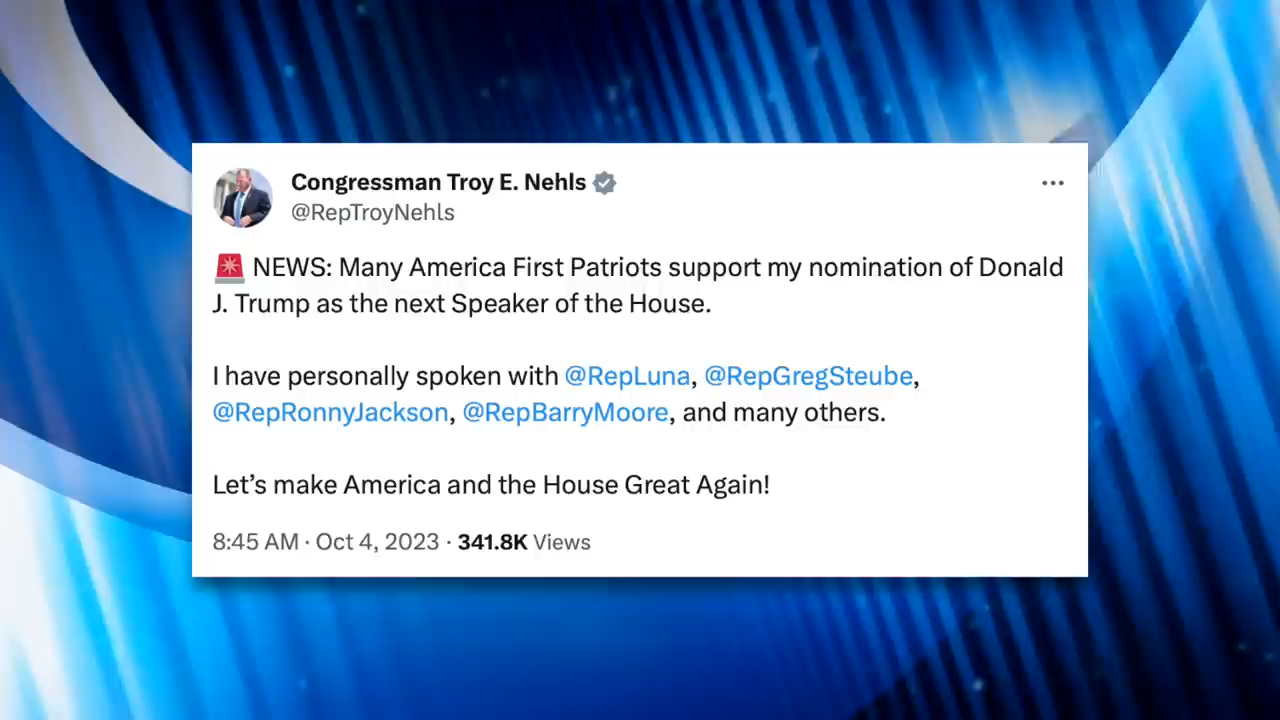 Congressman Troy E. Nehls
@RepTroyNehls
NEWS: Many America First Patriots support my nomination of Donald
J. Trump as the next Speaker of the House.
I have personally spoken with @RepLuna, @RepGregSteube,
@RepRonnyJackson, @RepBarryMoore, and many others.
Let’s make America and the House Great Again!
8:45 AM · Oct 4, 2023 · 341.8K Views